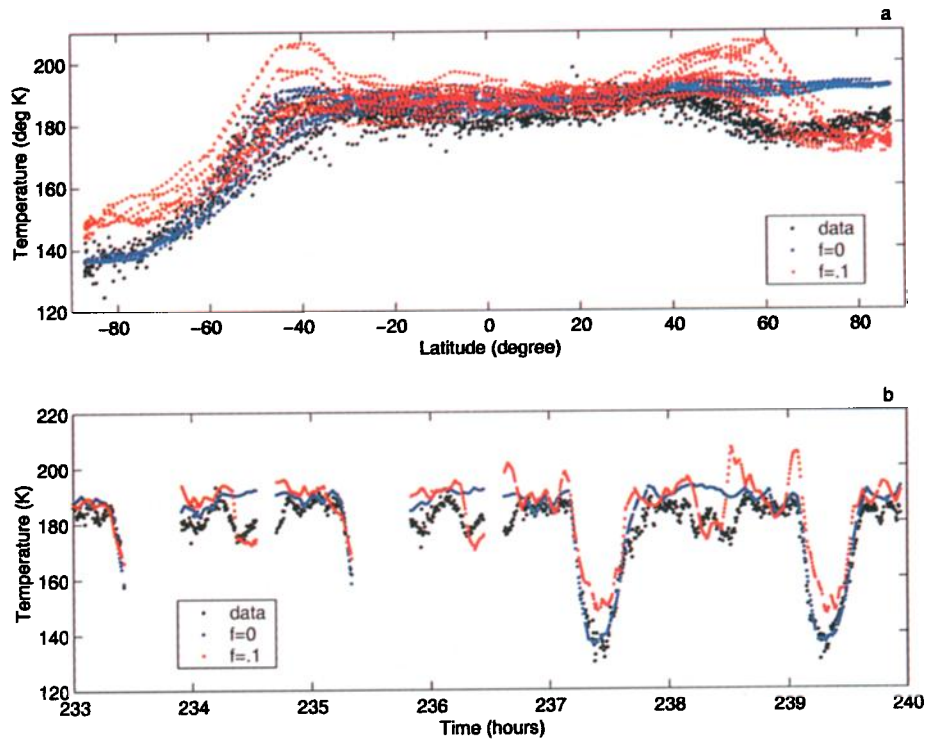 a
Temperature (deg K)
200
180
160
140
120
−80
−60
−40
−20
0
20
40
60
80
Latitude (degree)
data
f=0
f=.1
b
Temperature (K)
220
200
180
160
140
120
233
234
235
236
237
238
239
240
Time (hours)
data
f=0
f=.1